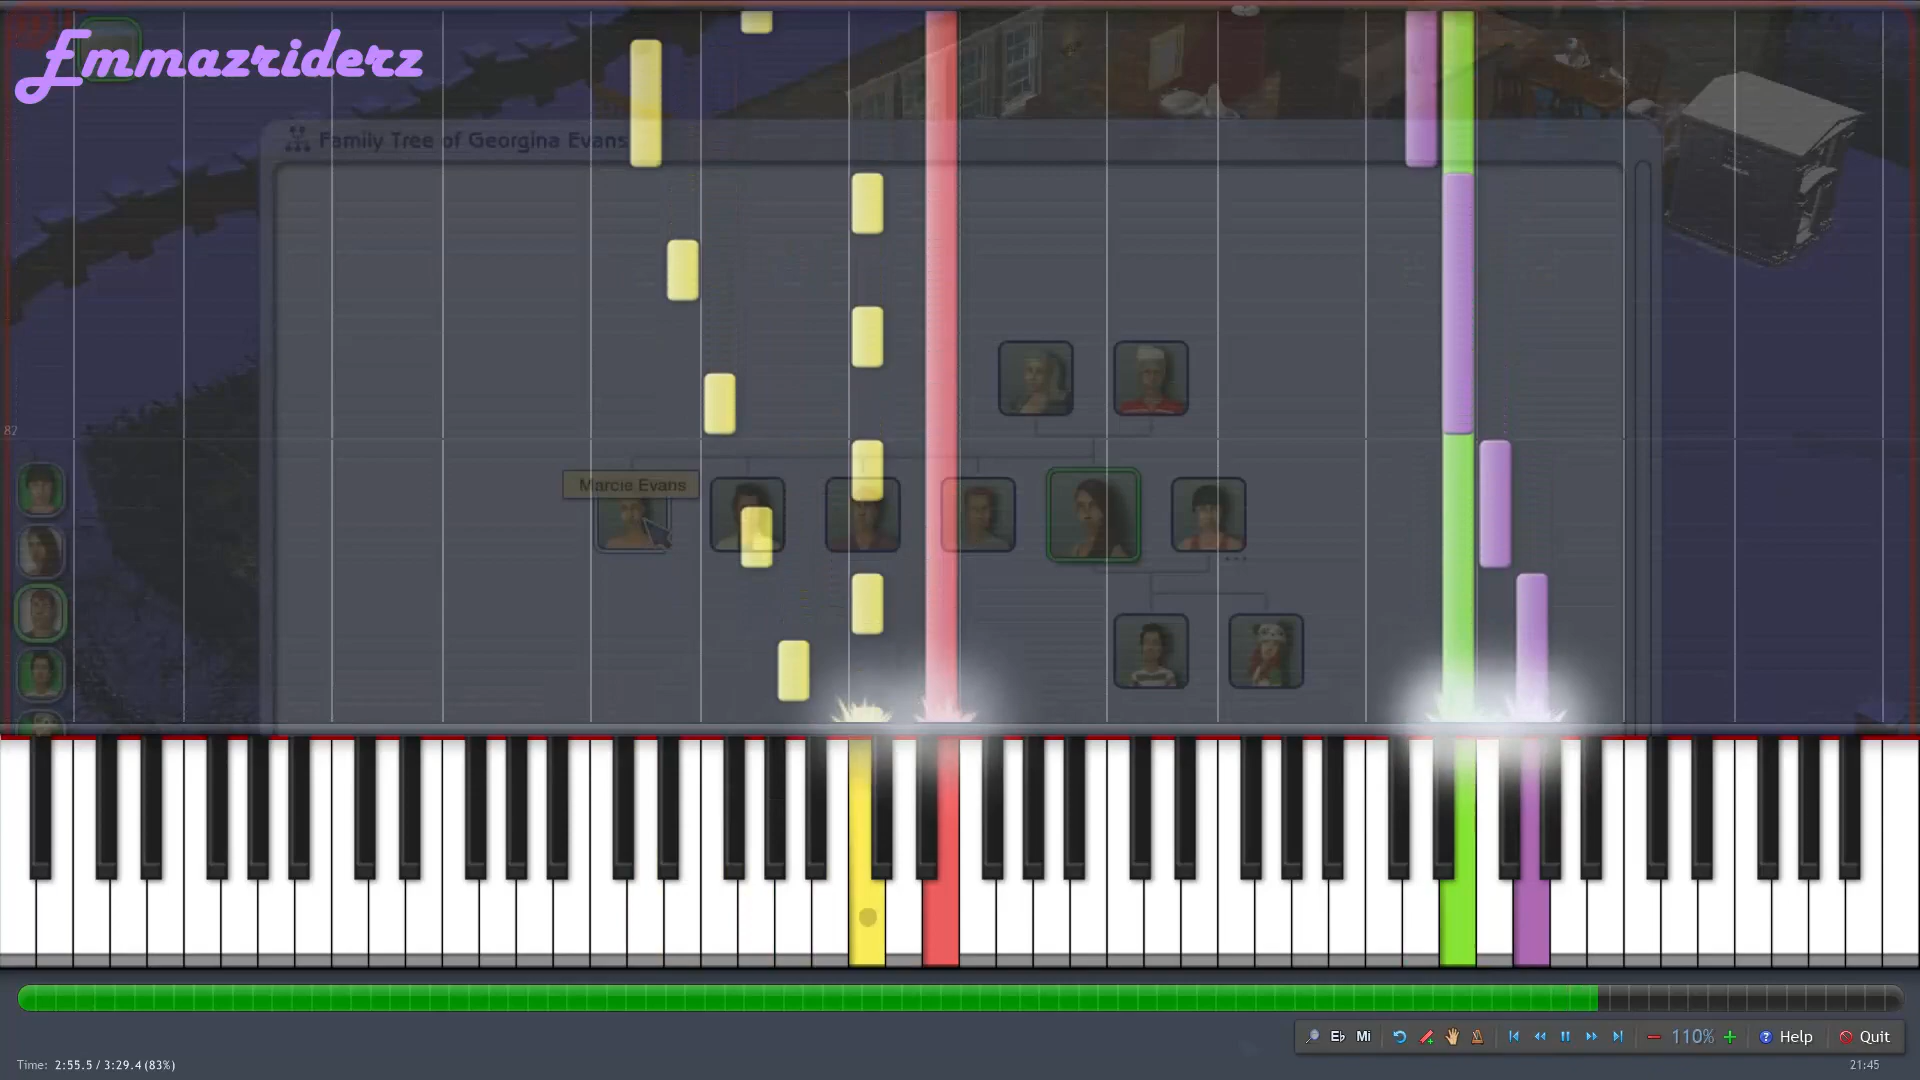 Emmazriderz
Family Tree of Georgina Evans
82
Marcie Evans
Eb Mi 110% Help Quit
Time: 2:55.5 / 3:29.4 (83%)
21:45